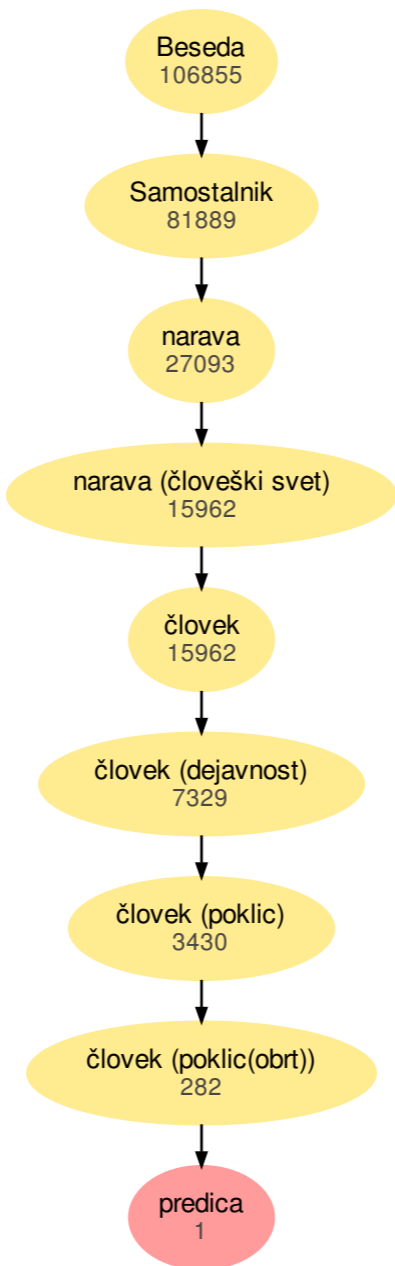 Beseda
106855
Samostalnik
81889
narava
27093
narava (človeški svet)
15962
človek
15962
človek (dejavnost)
7329
človek (poklic)
3430
človek (poklic(obrt))
282
predica
1